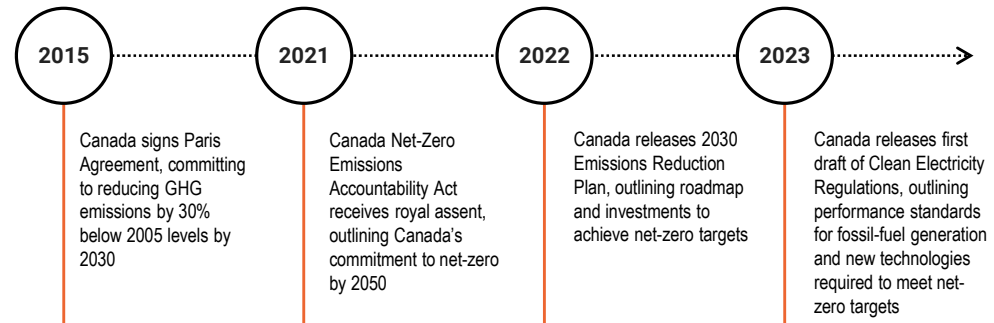 2015
2021
2022
2023
Canada signs Paris
Agreement, committing
to reducing GHG
emissions by 30%
below 2005 levels by
2030
Canada Net-Zero
Emissions
Accountability Act
receives royal assent,
outlining Canada's
commitment to net-zero
by 2050
Canada releases 2030
Emissions Reduction
Plan, outlining roadmap
and investments to
achieve net-zero targets
Canada releases first
draft of Clean Electricity
Regulations, outlining
performance standards
for fossil-fuel generation
and new technologies
required to meet net-
zero targets